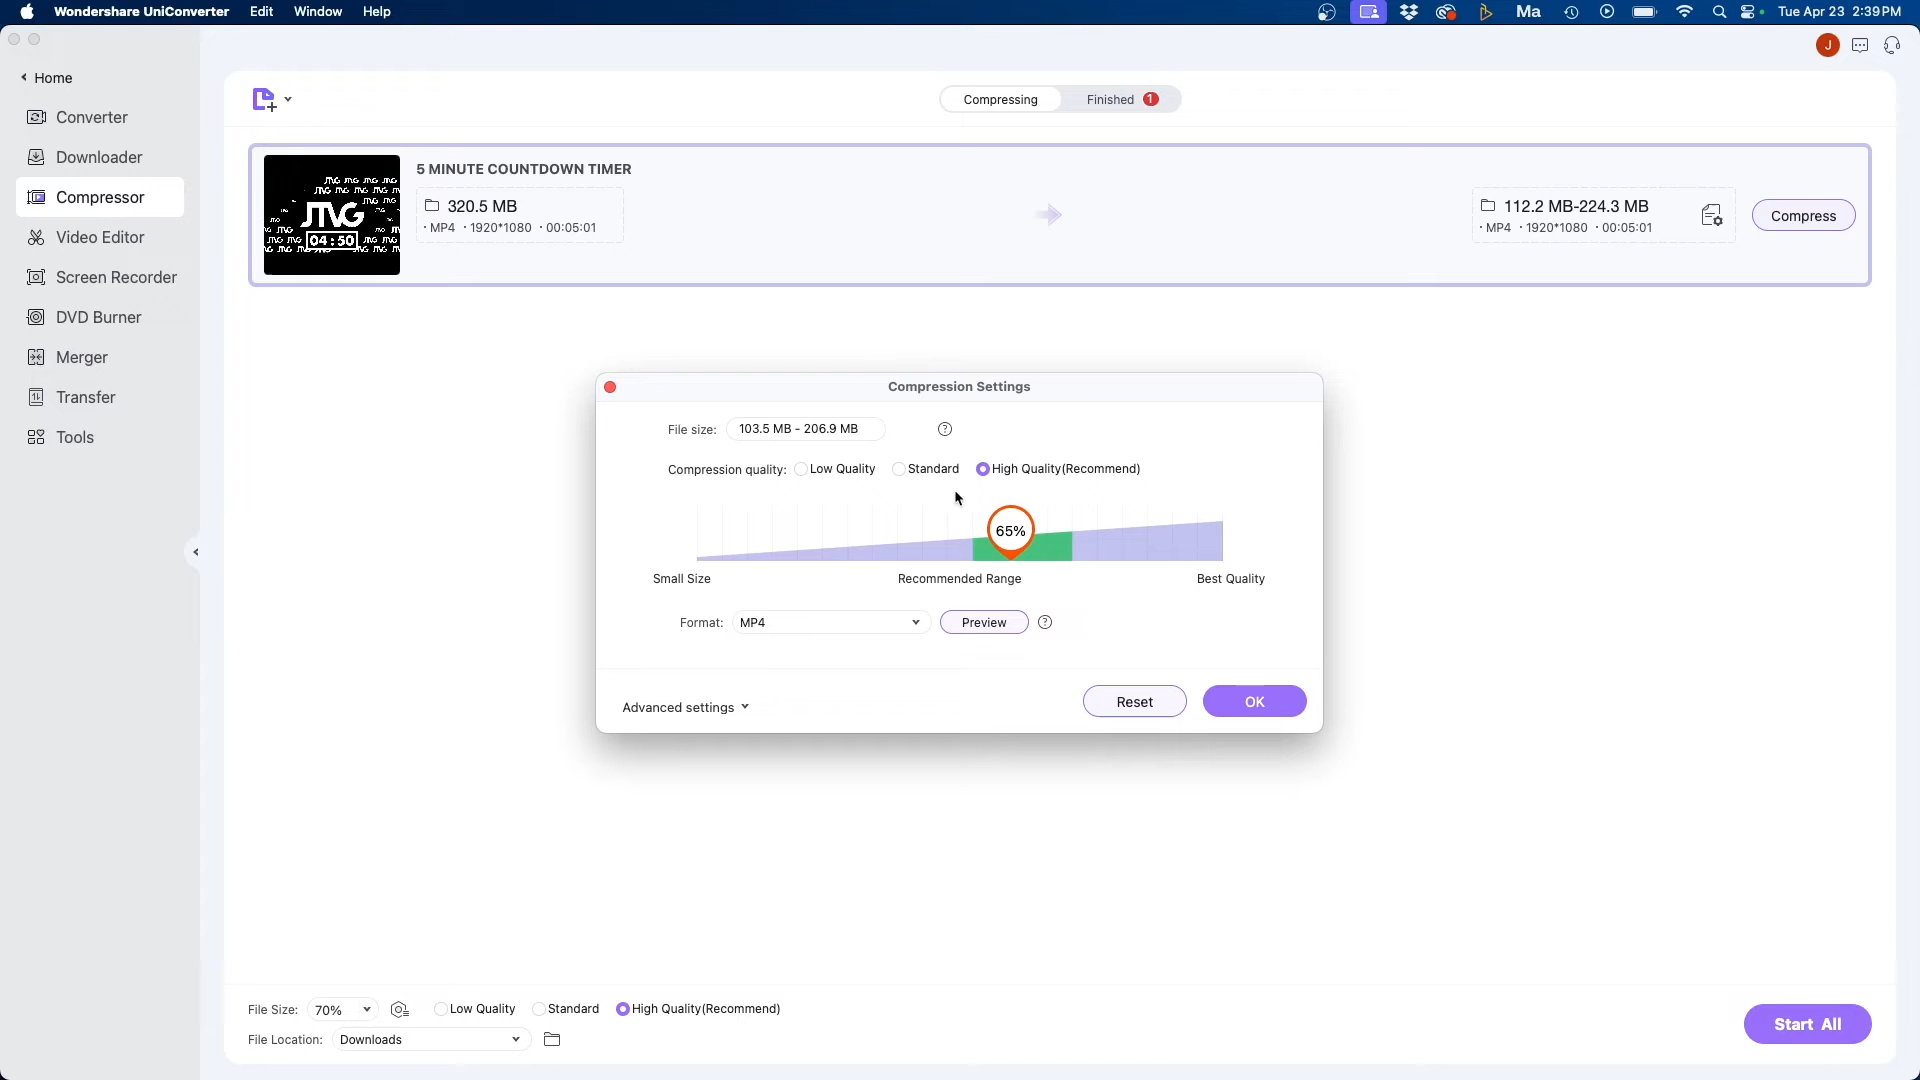 Wondershare UniConverter Edit Window Help Ma Tue Apr 23 2:39 PM
J
Home
Converter
Downloader
Compressor
Video Editor
Screen Recorder
DVD Burner
Merger
Transfer
Tools
Compressing Finished 1
5 MINUTE COUNTDOWN TIMER
JTVG
04:50
320.5 MB
· MP4 · 1920*1080 · 00:05:01
112.2 MB-224.3 MB
· MP4 · 1920*1080 · 00:05:01
Compress
Compression Settings
File size: 103.5 MB - 206.9 MB ?
Compression quality: Low Quality Standard High Quality(Recommend)
65%
Small Size Recommended Range Best Quality
Format: MP4 Preview ?
Advanced settings Reset OK
File Size: 70% Low Quality Standard High Quality(Recommend)
File Location: Downloads
Start All